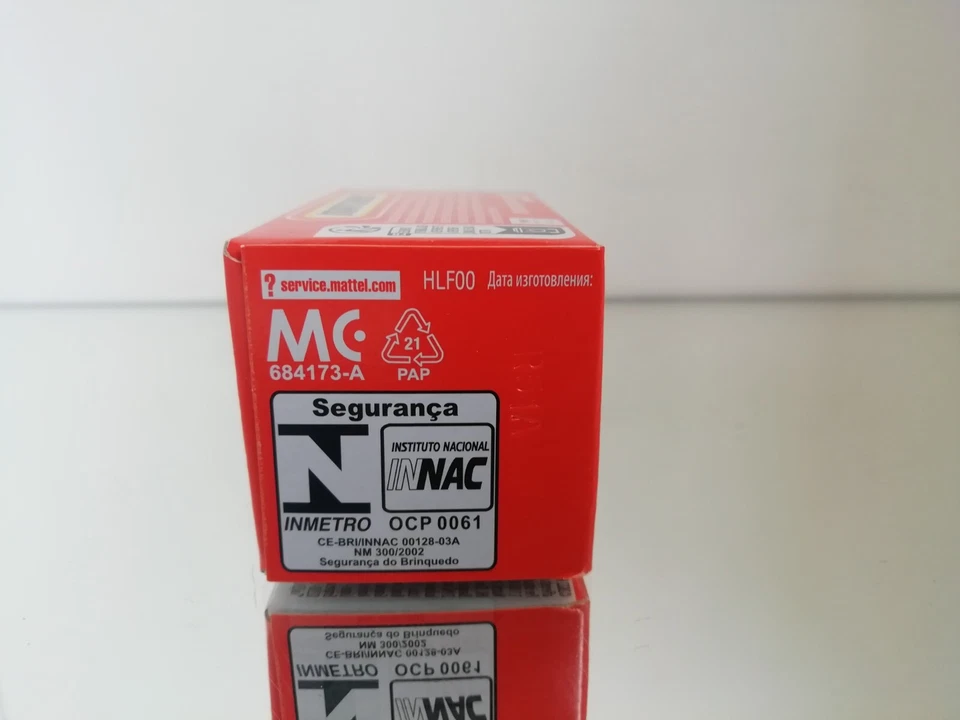 ? service.mattel.com HLF00 Дата изготовления:
MC
684173-A
21
PAP
Segurança
INSTITUTO NACIONAL
INNAC
INMETRO OCP 0061
CE-BRI/INNAC 00128-03A
NM 300/2002
Segurança do Brinquedo